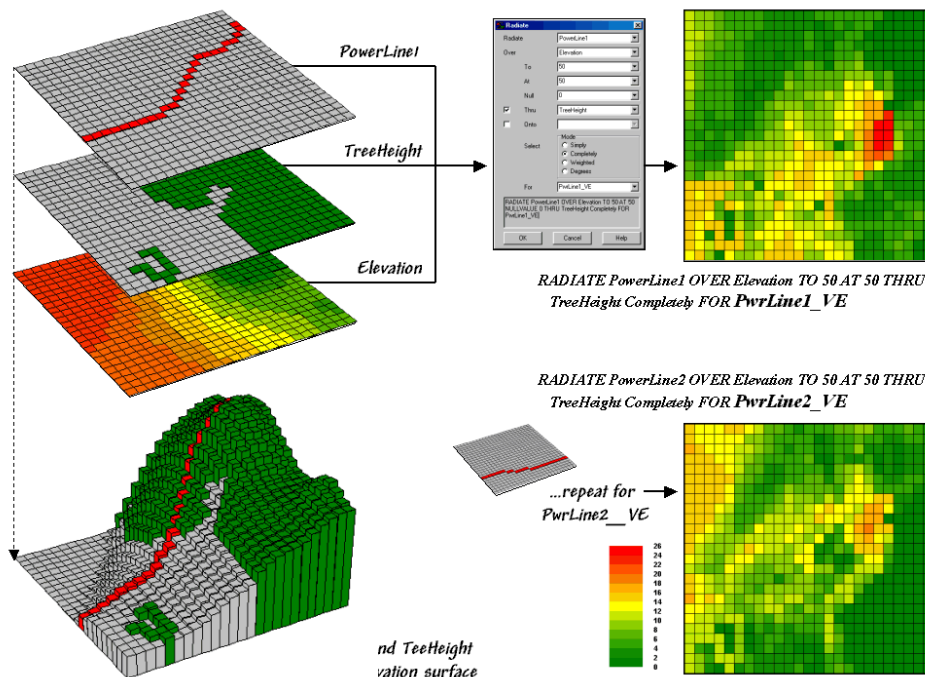 PowerLine1
TreeHeight
Elevation
Radiate
Radiate PowerLine1
Over Elevation
To 50
At 50
Null 0
Thru TreeHeight
Onto
Select Mode
Simply
Completely
Weighted
Degrees
For PwrLine1_VE
RADIATE PowerLine1 OVER Elevation TO 50 AT 50
NULLVALUE 0 THRU TreeHeight Completely FOR
PwrLine1_VE
OK Cancel Help
RADIATE PowerLine1 OVER Elevation TO 50 AT 50 THRU
TreeHeight Completely FOR PwrLine1_VE
RADIATE PowerLine2 OVER Elevation TO 50 AT 50 THRU
TreeHeight Completely FOR PwrLine2_VE
...repeat for
PwrLine2__VE
26
24
22
20
18
16
14
12
10
8
6
4
2
0
nd TeeHeight
vation surface